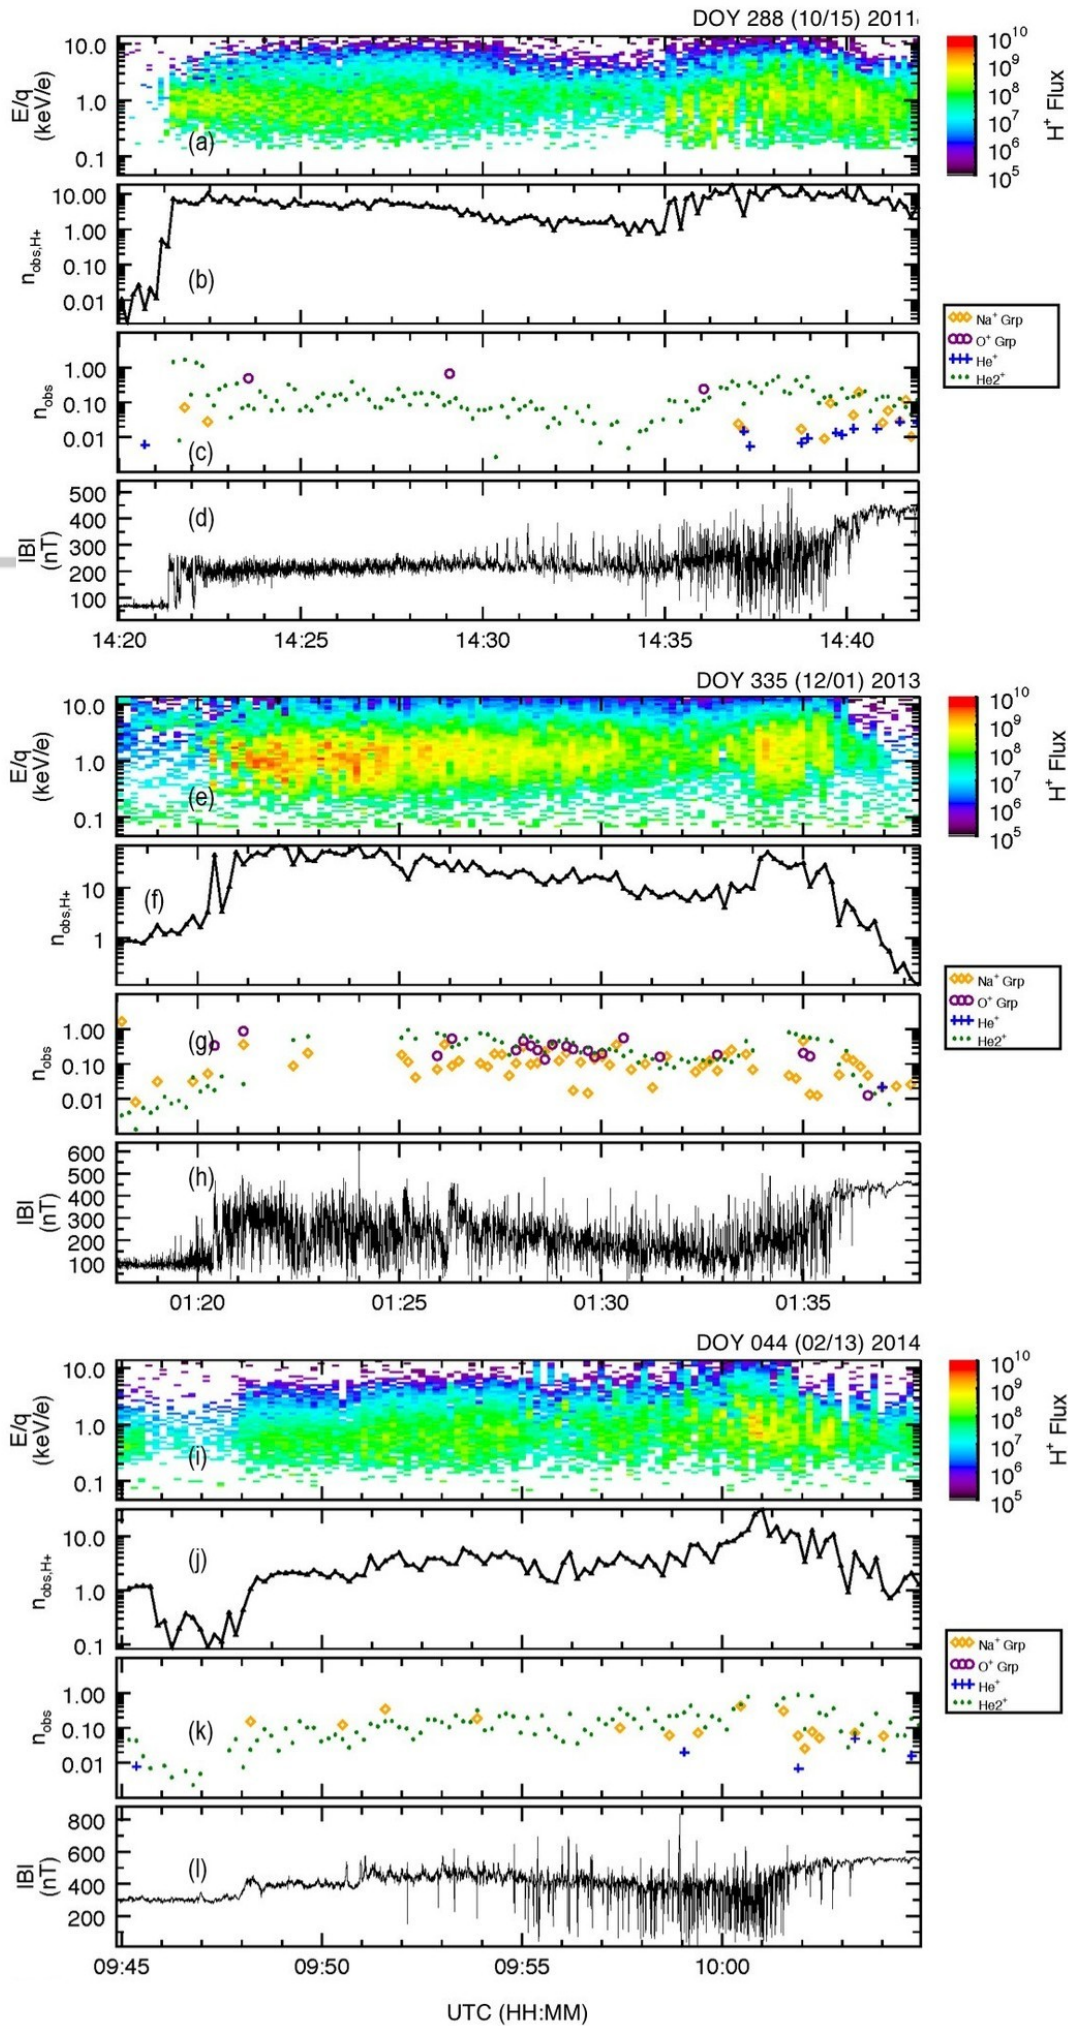 DOY 288 (10/15) 2011
E/q
(keV/e)
10.0
1.0
0.1
(a)
10^10
10^9
10^8
10^7
10^6
10^5
H+ Flux
n_obs,H+
10.00
1.00
0.10
0.01
(b)
n_obs
1.00
0.10
0.01
(c)
Na+ Grp
O+ Grp
He+
He2+
|B|
(nT)
500
400
300
200
100
(d)
14:20 14:25 14:30 14:35 14:40
DOY 335 (12/01) 2013
E/q
(keV/e)
10.0
1.0
0.1
(e)
10^10
10^9
10^8
10^7
10^6
10^5
H+ Flux
n_obs,H+
10
1
(f)
n_obs
1.00
0.10
0.01
(g)
Na+ Grp
O+ Grp
He+
He2+
|B|
(nT)
600
500
400
300
200
100
(h)
01:20 01:25 01:30 01:35
DOY 044 (02/13) 2014
E/q
(keV/e)
10.0
1.0
0.1
(i)
10^10
10^9
10^8
10^7
10^6
10^5
H+ Flux
n_obs,H+
10.0
1.0
0.1
(j)
n_obs
1.00
0.10
0.01
(k)
Na+ Grp
O+ Grp
He+
He2+
|B|
(nT)
800
600
400
200
(l)
09:45 09:50 09:55 10:00
UTC (HH:MM)